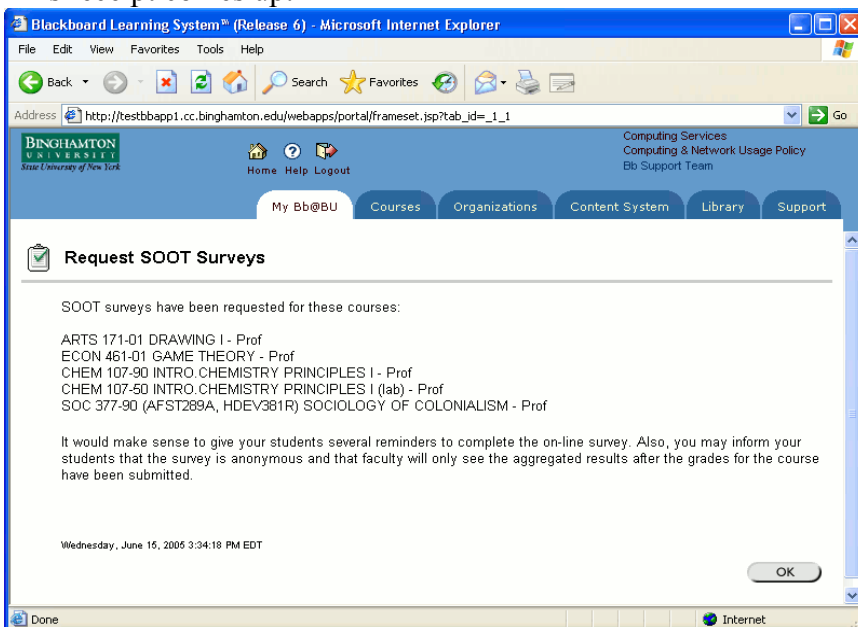 Blackboard Learning System™ (Release 6) - Microsoft Internet Explorer
File Edit View Favorites Tools Help
Back Search Favorites
Address http://testbbapp1.cc.binghamton.edu/webapps/portal/frameset.jsp?tab_id=_1_1 Go
BINGHAMTON
UNIVERSITY
State University of New York
Home Help Logout
Computing Services
Computing & Network Usage Policy
Bb Support Team
My Bb@BU Courses Organizations Content System Library Support
Request SOOT Surveys
SOOT surveys have been requested for these courses:
ARTS 171-01 DRAWING I - Prof
ECON 461-01 GAME THEORY - Prof
CHEM 107-90 INTRO.CHEMISTRY PRINCIPLES I - Prof
CHEM 107-50 INTRO.CHEMISTRY PRINCIPLES I (lab) - Prof
SOC 377-90 (AFST289A, HDEV381R) SOCIOLOGY OF COLONIALISM - Prof
It would make sense to give your students several reminders to complete the on-line survey. Also, you may inform your
students that the survey is anonymous and that faculty will only see the aggregated results after the grades for the course
have been submitted.
Wednesday, June 15, 2005 3:34:18 PM EDT
OK
Done Internet